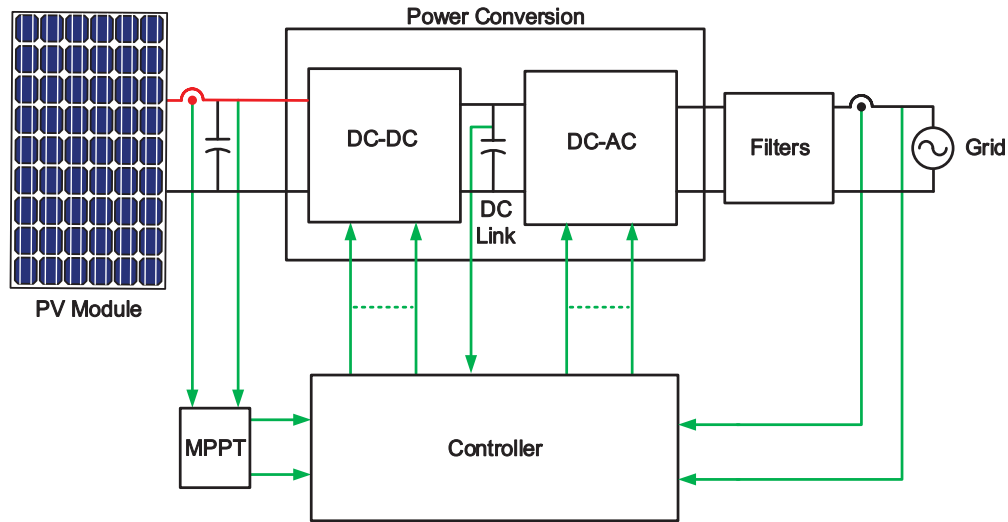 Power Conversion
DC-DC
DC-AC
Filters
Grid
DC
Link
PV Module
MPPT
Controller